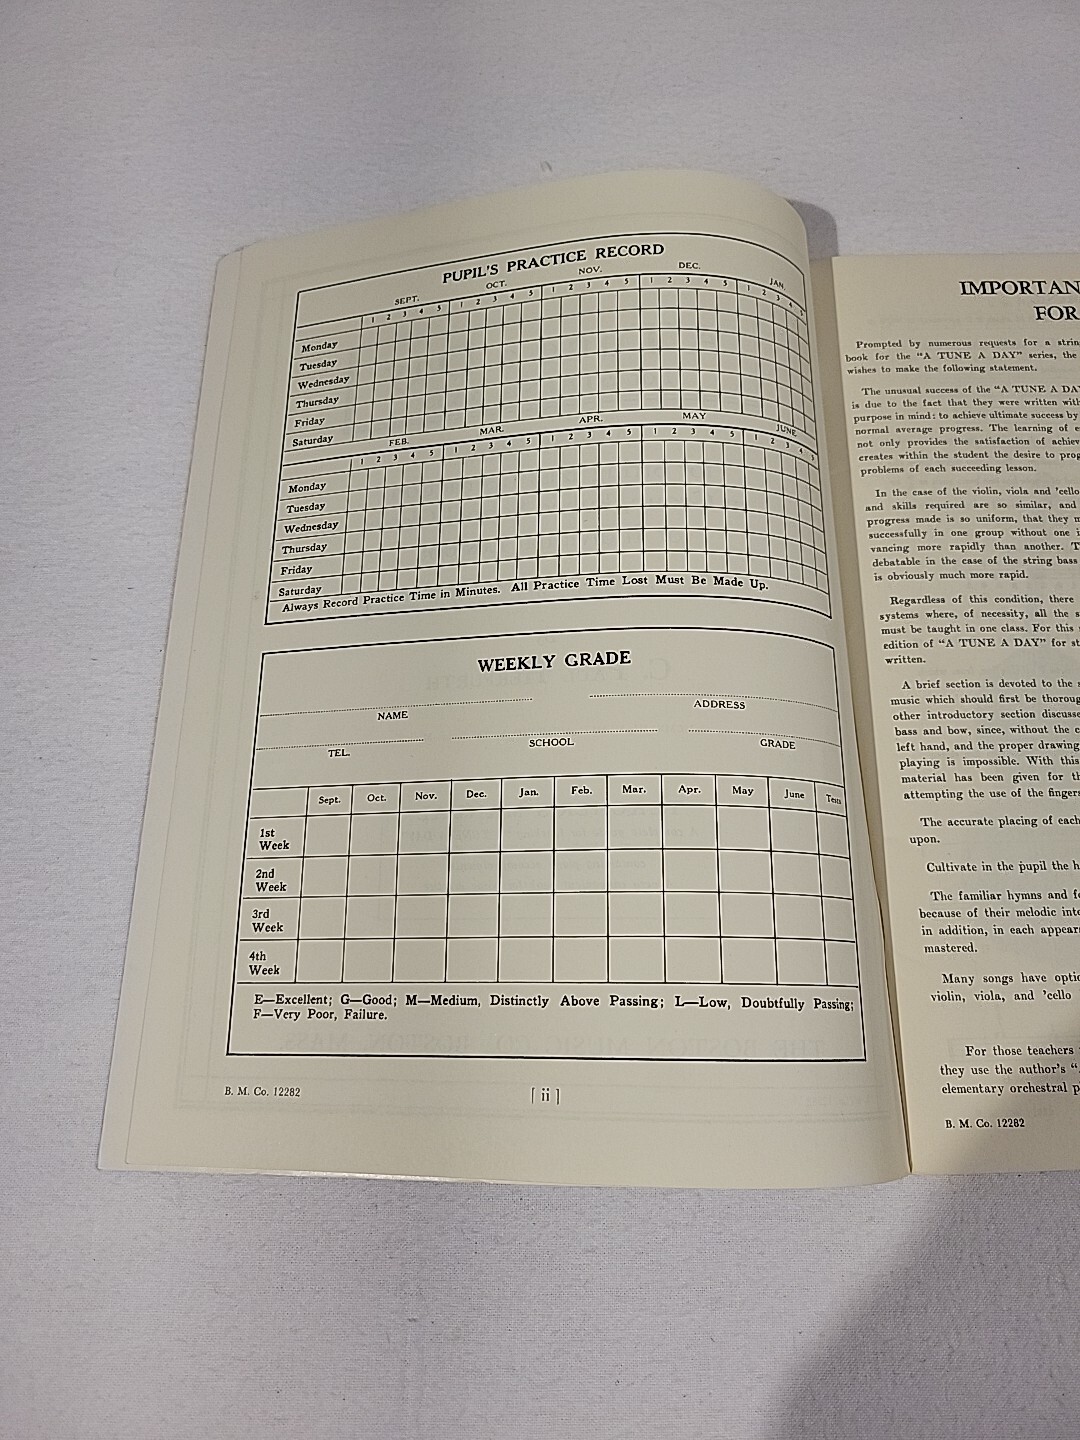 PUPIL'S PRACTICE RECORD
SEPT. OCT. NOV. DEC. JAN.
1 2 3 4 5 1 2 3 4 5 1 2 3 4 5 1 2 3 4 5 1 2 3 4 5
Monday
Tuesday
Wednesday
Thursday
Friday
Saturday
FEB. MAR. APR. MAY JUNE
1 2 3 4 5 1 2 3 4 5 1 2 3 4 5 1 2 3 4 5 1 2 3 4 5
Monday
Tuesday
Wednesday
Thursday
Friday
Saturday
Always Record Practice Time in Minutes. All Practice Time Lost Must Be Made Up.
WEEKLY GRADE
NAME ADDRESS
TEL. SCHOOL GRADE
Sept. Oct. Nov. Dec. Jan. Feb. Mar. Apr. May June Tests
1st
Week
2nd
Week
3rd
Week
4th
Week
E—Excellent; G—Good; M—Medium, Distinctly Above Passing; L—Low, Doubtfully Passing;
F—Very Poor, Failure.
B. M. Co. 12282 [ ii ]
IMPORTAN
FOR
Prompted by numerous requests for a strin
book for the "A TUNE A DAY" series, the
wishes to make the following statement.
The unusual success of the "A TUNE A DAY
is due to the fact that they were written with
purpose in mind: to achieve ultimate success by
normal average progress. The learning of e
not only provides the satisfaction of achiev
creates within the student the desire to prog
problems of each succeeding lesson.
In the case of the violin, viola and 'cello
and skills required are so similar, and
progress made is so uniform, that they m
successfully in one group without one i
vancing more rapidly than another. T
debatable in the case of the string bass
is obviously much more rapid.
Regardless of this condition, there
systems where, of necessity, all the s
must be taught in one class. For this
edition of "A TUNE A DAY" for st
written.
A brief section is devoted to the s
music which should first be thoroug
other introductory section discusse
bass and bow, since, without the c
left hand, and the proper drawing
playing is impossible. With this
material has been given for th
attempting the use of the fingers
The accurate placing of each
upon.
Cultivate in the pupil the h
The familiar hymns and fo
because of their melodic inte
in addition, in each appear
mastered.
Many songs have optio
violin, viola, and 'cello
For those teachers
they use the author's "
elementary orchestral p
B. M. Co. 12282